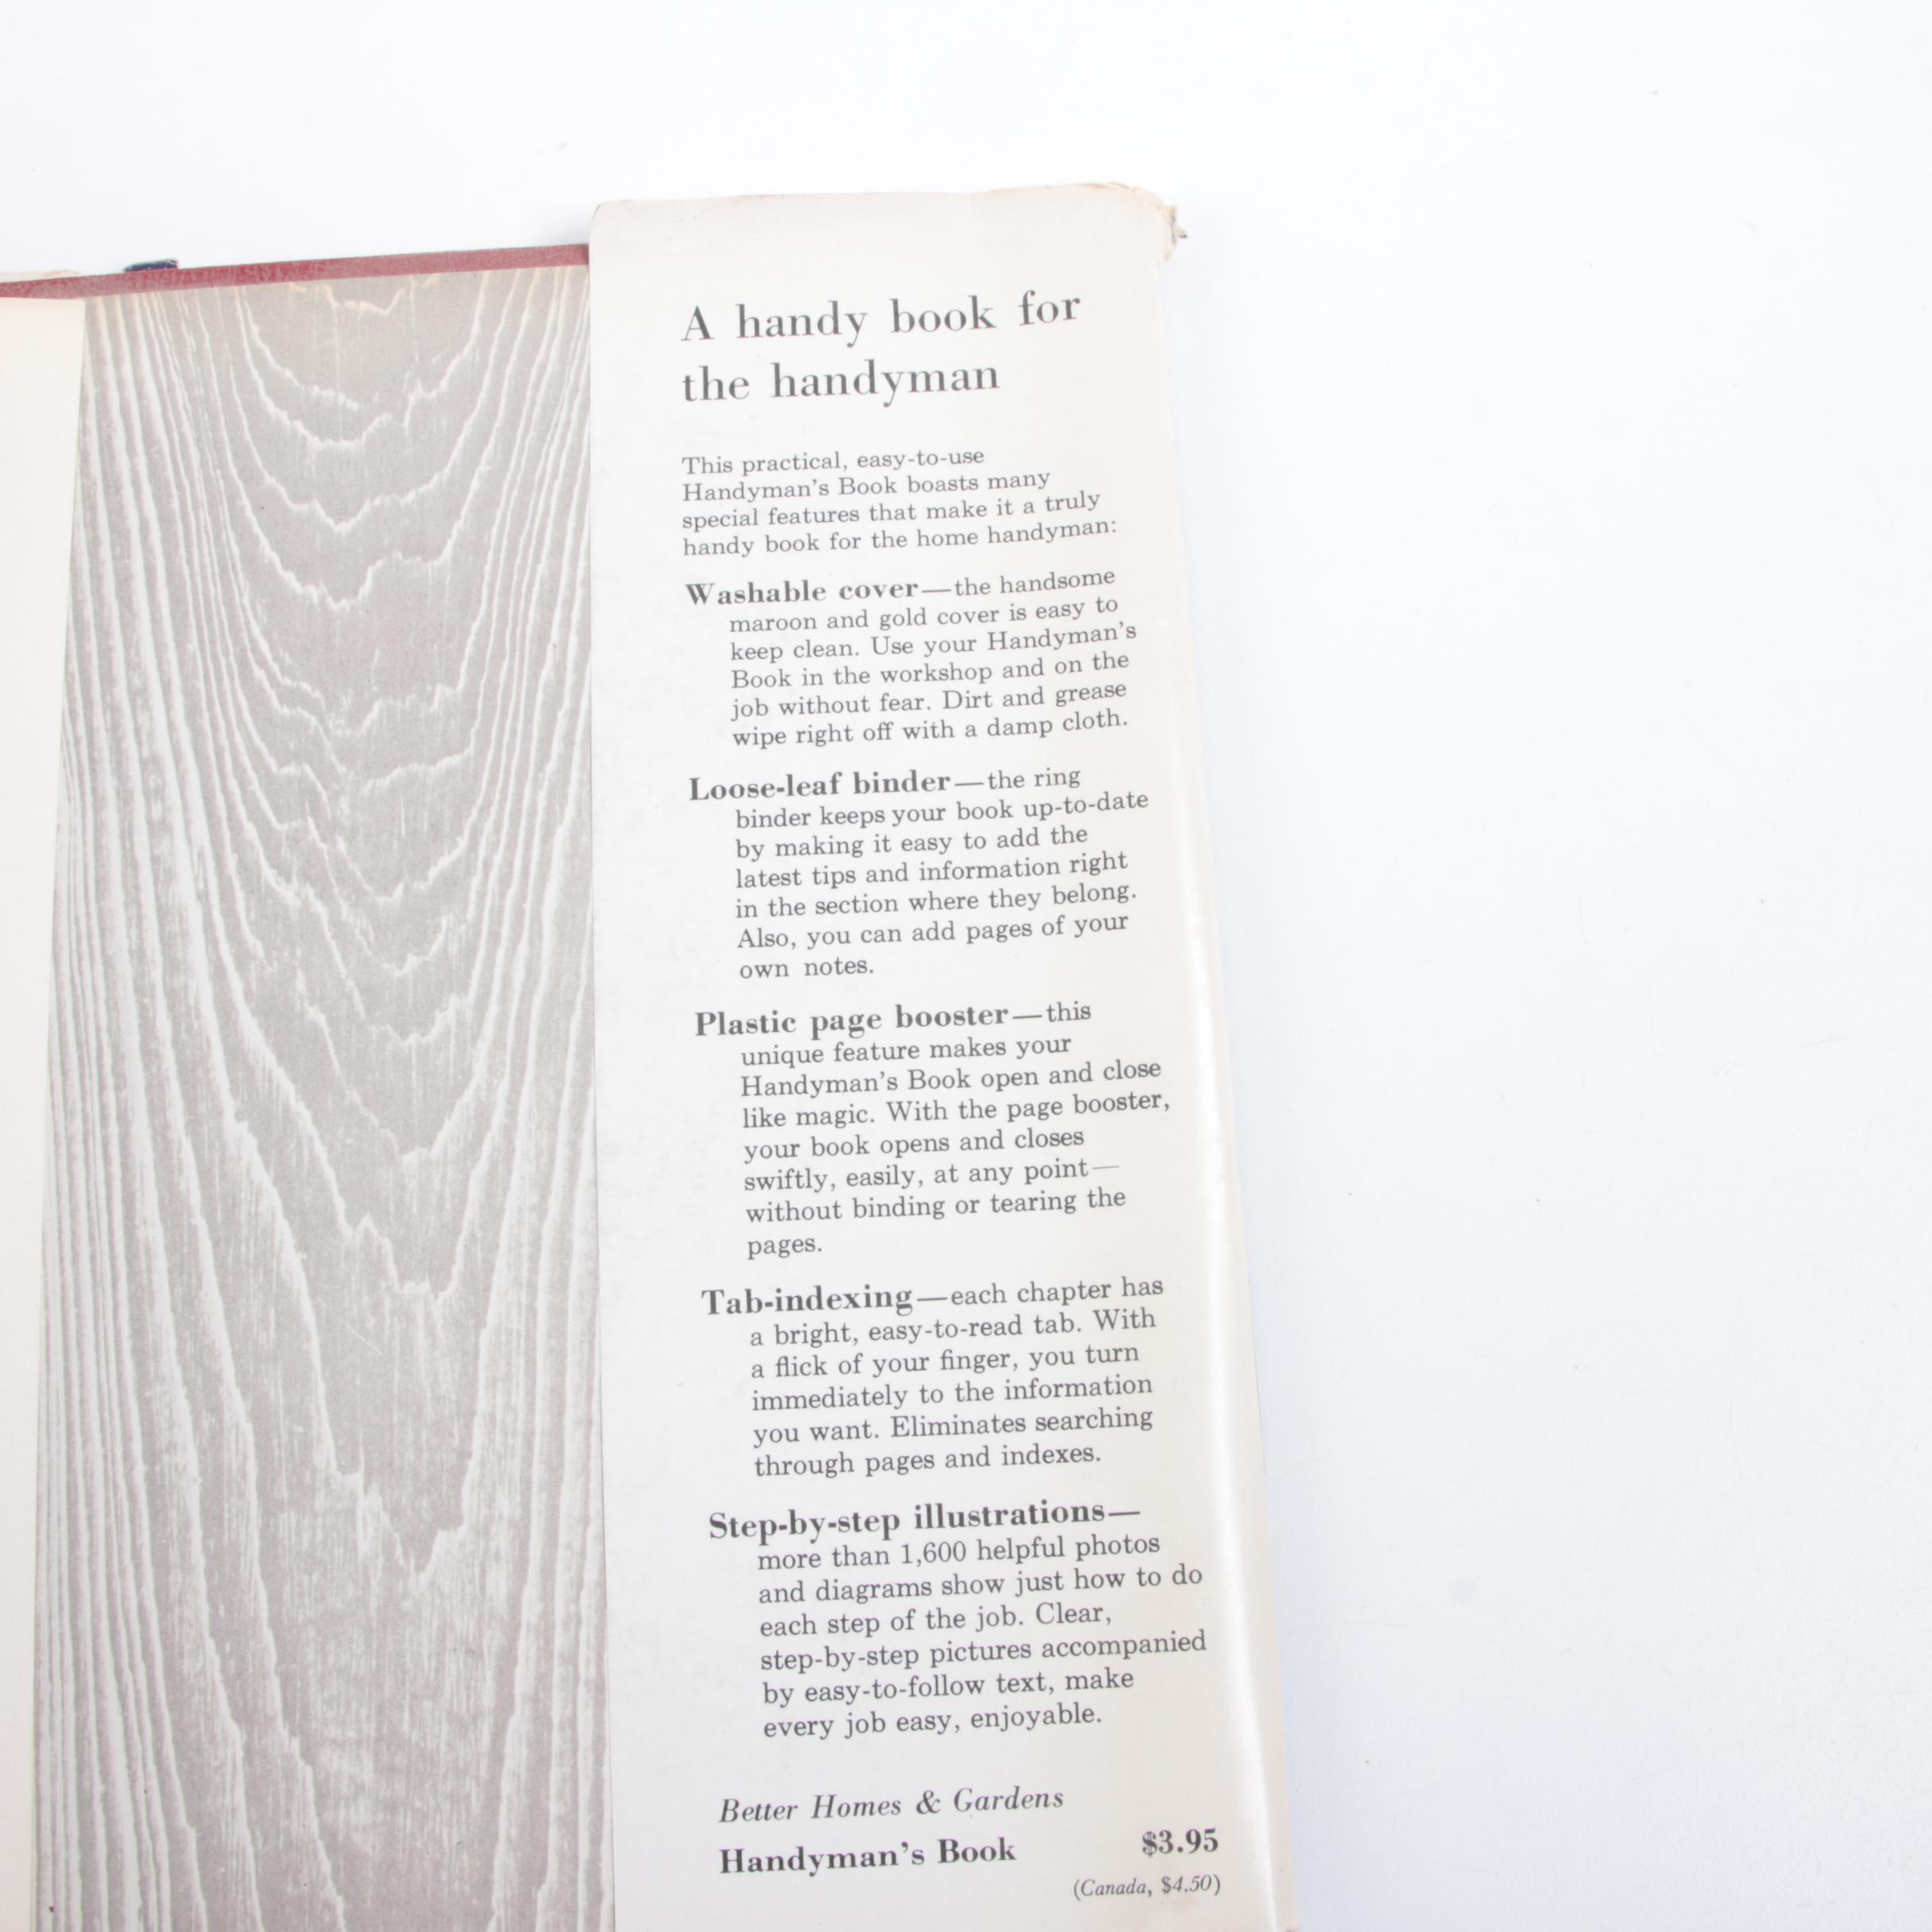 A handy book for
the handyman
This practical, easy-to-use
Handyman's Book boasts many
special features that make it a truly
handy book for the home handyman:
Washable cover—the handsome
maroon and gold cover is easy to
keep clean. Use your Handyman's
Book in the workshop and on the
job without fear. Dirt and grease
wipe right off with a damp cloth.
Loose-leaf binder—the ring
binder keeps your book up-to-date
by making it easy to add the
latest tips and information right
in the section where they belong.
Also, you can add pages of your
own notes.
Plastic page booster—this
unique feature makes your
Handyman's Book open and close
like magic. With the page booster,
your book opens and closes
swiftly, easily, at any point—
without binding or tearing the
pages.
Tab-indexing—each chapter has
a bright, easy-to-read tab. With
a flick of your finger, you turn
immediately to the information
you want. Eliminates searching
through pages and indexes.
Step-by-step illustrations—
more than 1,600 helpful photos
and diagrams show just how to do
each step of the job. Clear,
step-by-step pictures accompanied
by easy-to-follow text, make
every job easy, enjoyable.
Better Homes & Gardens
Handyman's Book $3.95
(Canada, $4.50)